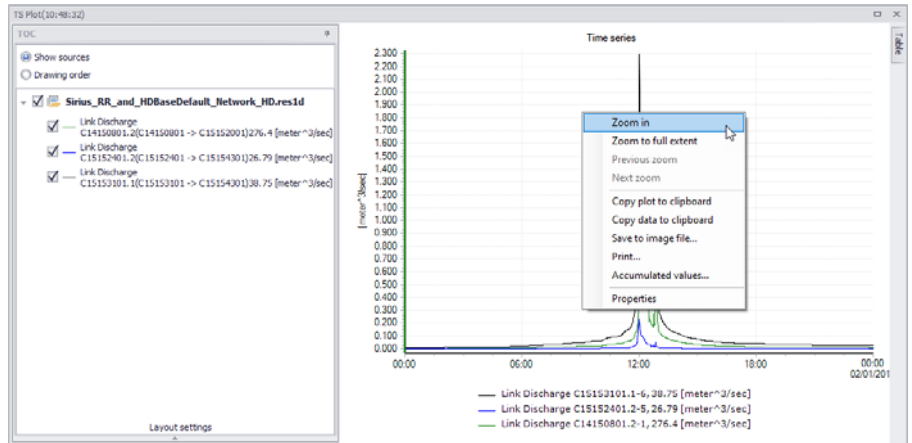 TS Plot(10:48:32)
TOC
Show sources
Drawing order
Sirius_RR_and_HDBaseDefault_Network_HD.res1d
Link Discharge
C14150801.2(C14150801 -> C15152001)276.4 [meter^3/sec]
Link Discharge
C15152401.2(C15152401 -> C15154301)26.79 [meter^3/sec]
Link Discharge
C15153101.1(C15153101 -> C15154301)38.75 [meter^3/sec]
Layout settings
Time series
[meter^3/sec]
2.300
2.200
2.100
2.000
1.900
1.800
1.700
1.600
1.500
1.400
1.300
1.200
1.100
1.000
0.900
0.800
0.700
0.600
0.500
0.400
0.300
0.200
0.100
0.000
00:00
06:00
12:00
18:00
00:00
02/01/201
Zoom in
Zoom to full extent
Previous zoom
Next zoom
Copy plot to clipboard
Copy data to clipboard
Save to image file...
Print...
Accumulated values...
Properties
Link Discharge C15153101.1-6, 38.75 [meter^3/sec]
Link Discharge C15152401.2-5, 26.79 [meter^3/sec]
Link Discharge C14150801.2-1, 276.4 [meter^3/sec]
Table